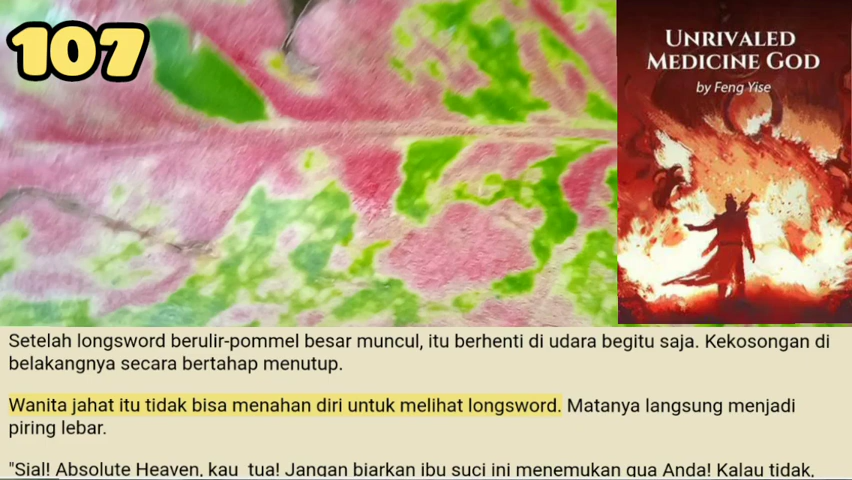 107
UNRIVALED
MEDICINE GOD
by Feng Yise
Setelah longsword berulir-pommel besar muncul, itu berhenti di udara begitu saja. Kekosongan di
belakangnya secara bertahap menutup.
Wanita jahat itu tidak bisa menahan diri untuk melihat longsword. Matanya langsung menjadi
piring lebar.
"Sial! Absolute Heaven, kau  tua! Jangan biarkan ibu suci ini menemukan gua Anda! Kalau tidak,